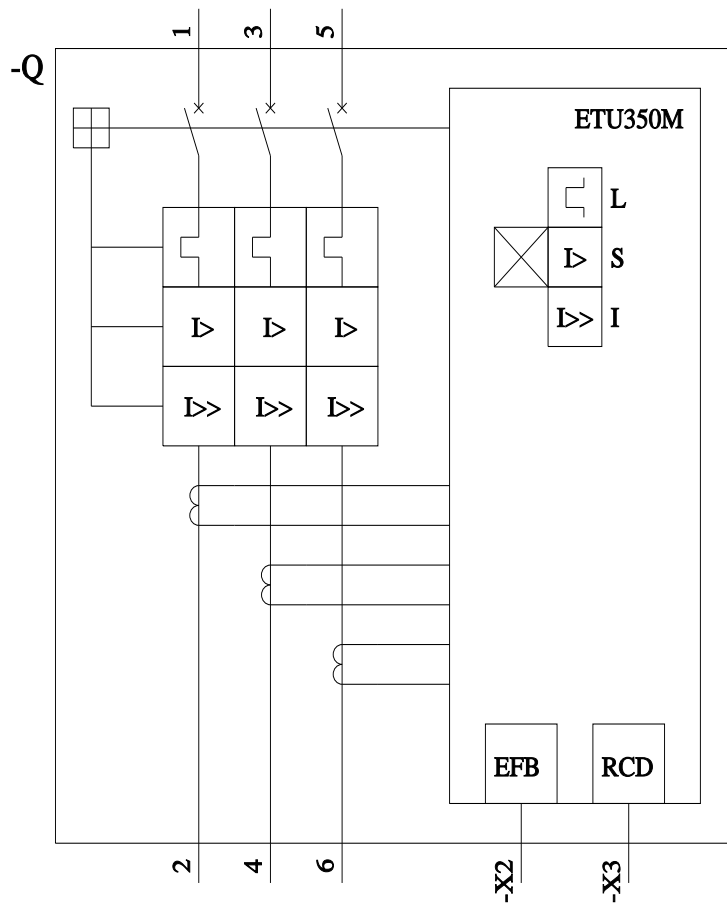 1 3 5
-Q
ETU350M
L
I> S
I> I> I> I>> I
I>> I>> I>>
EFB RCD
2 4 6 -X2 -X3